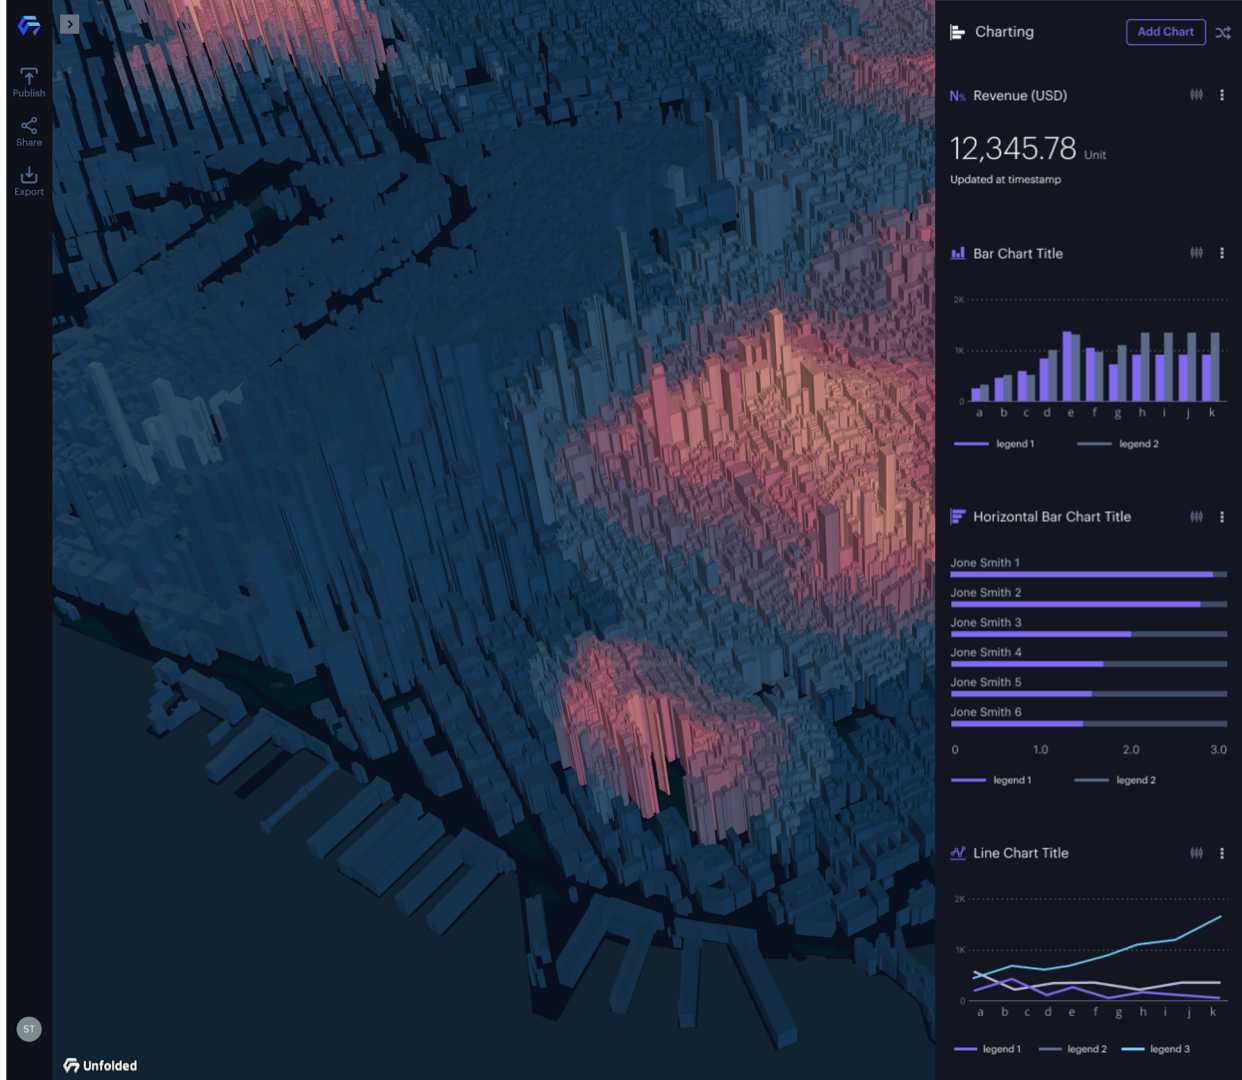 Publish
Share
Export
ST
Unfolded
Charting
Add Chart
N%
Revenue (USD)
12,345.78 Unit
Updated at timestamp
Bar Chart Title
2K
1K
0
a b c d e f g h i j k
legend 1 legend 2
Horizontal Bar Chart Title
Jone Smith 1
Jone Smith 2
Jone Smith 3
Jone Smith 4
Jone Smith 5
Jone Smith 6
0 1.0 2.0 3.0
legend 1 legend 2
Line Chart Title
2K
1K
0
a b c d e f g h i j k
legend 1 legend 2 legend 3